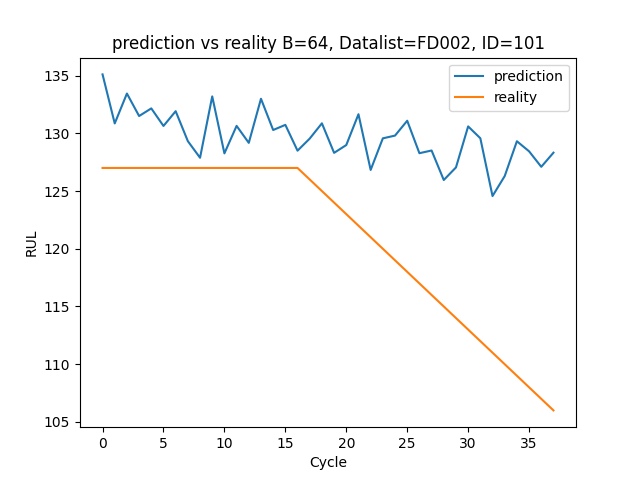 prediction vs reality B=64, Datalist=FD002, ID=101
prediction
reality
RUL
135
130
125
120
115
110
105
0 5 10 15 20 25 30 35
Cycle